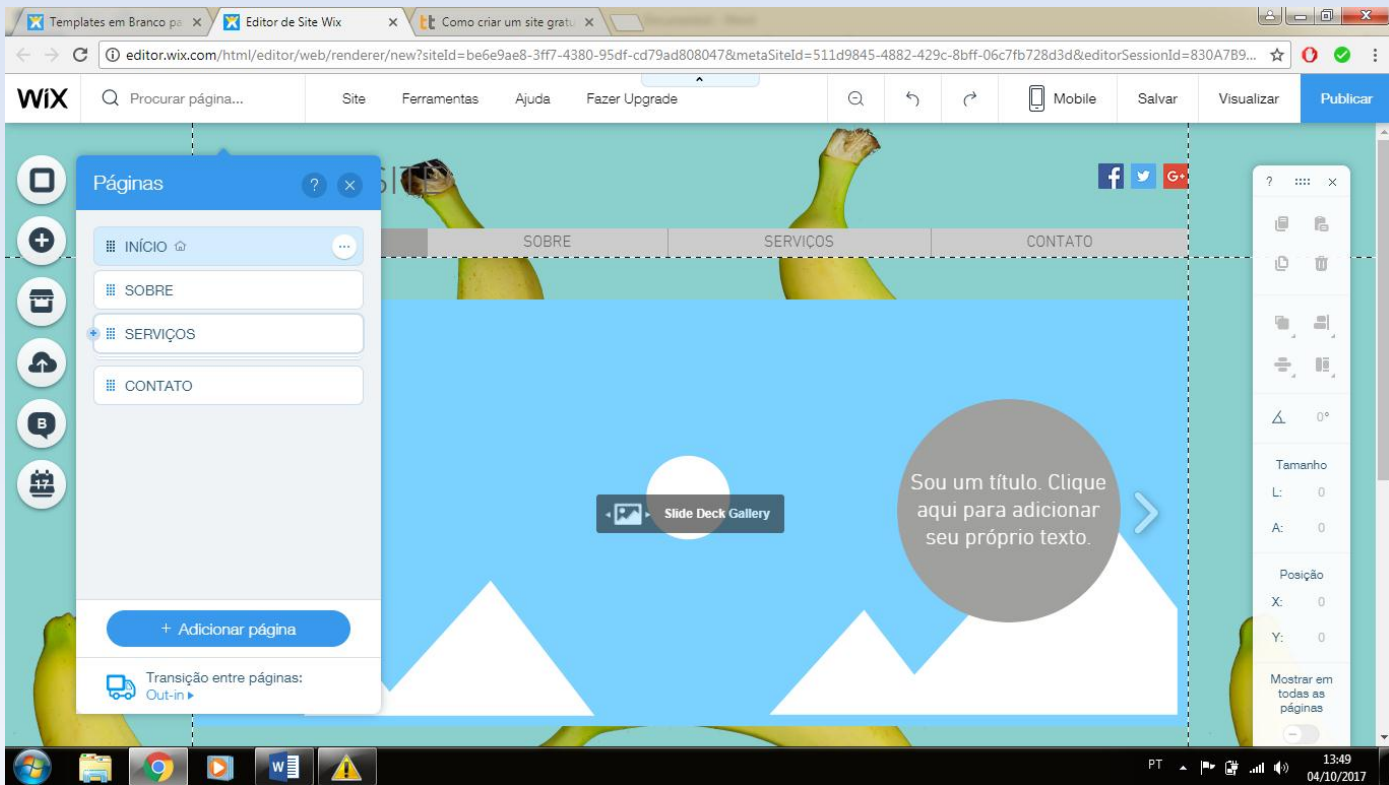 Templates em Branco pa
Editor de Site Wix
Como criar um site gratu
editor.wix.com/html/editor/web/renderer/new?siteId=be6e9ae8-3ff7-4380-95df-cd79ad808047&metaSiteId=511d9845-4882-429c-8bff-06c7fb728d3d&editorSessionId=830A7B9...
WiX
Procurar página...
Site
Ferramentas
Ajuda
Fazer Upgrade
Mobile
Salvar
Visualizar
Publicar
Páginas
?
SITE
f
G+
?
INÍCIO
SOBRE
SERVIÇOS
CONTATO
SOBRE
SERVIÇOS
CONTATO
B
17
+ Adicionar página
Transição entre páginas:
Out-in
Slide Deck Gallery
Sou um título. Clique
aqui para adicionar
seu próprio texto.
0°
Tamanho
L: 0
A: 0
Posição
X: 0
Y: 0
Mostrar em
todas as
páginas
W
PT
13:49
04/10/2017